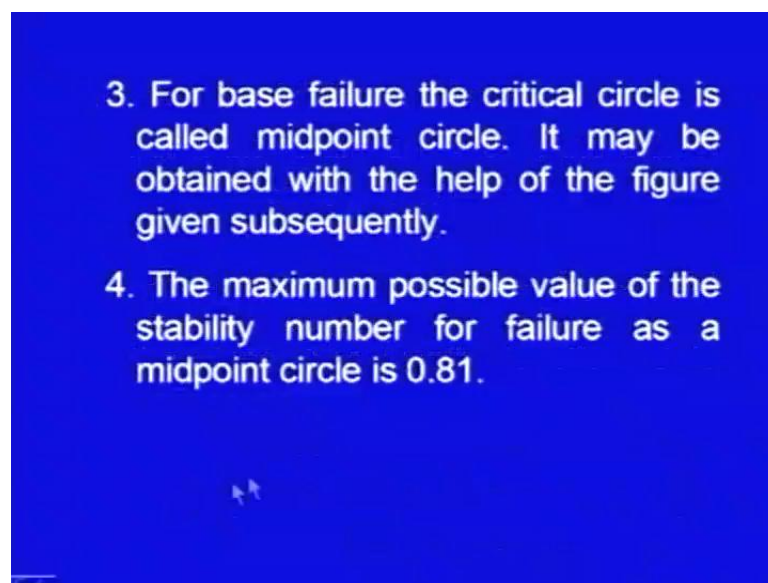 3. For base failure the critical circle is
called midpoint circle. It may be
obtained with the help of the figure
given subsequently.
4. The maximum possible value of the
stability number for failure as a
midpoint circle is 0.81.